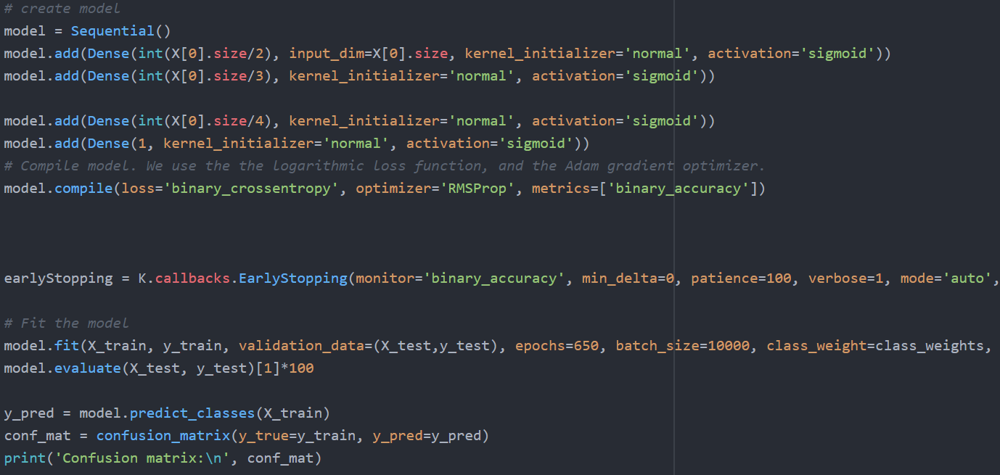 # create model
model = Sequential()
model.add(Dense(int(X[0].size/2), input_dim=X[0].size, kernel_initializer='normal', activation='sigmoid'))
model.add(Dense(int(X[0].size/3), kernel_initializer='normal', activation='sigmoid'))
model.add(Dense(int(X[0].size/4), kernel_initializer='normal', activation='sigmoid'))
model.add(Dense(1, kernel_initializer='normal', activation='sigmoid'))
# Compile model. We use the the logarithmic loss function, and the Adam gradient optimizer.
model.compile(loss='binary_crossentropy', optimizer='RMSProp', metrics=['binary_accuracy'])
earlyStopping = K.callbacks.EarlyStopping(monitor='binary_accuracy', min_delta=0, patience=100, verbose=1, mode='auto',
# Fit the model
model.fit(X_train, y_train, validation_data=(X_test,y_test), epochs=650, batch_size=10000, class_weight=class_weights,
model.evaluate(X_test, y_test)[1]*100
y_pred = model.predict_classes(X_train)
conf_mat = confusion_matrix(y_true=y_train, y_pred=y_pred)
print('Confusion matrix:\n', conf_mat)